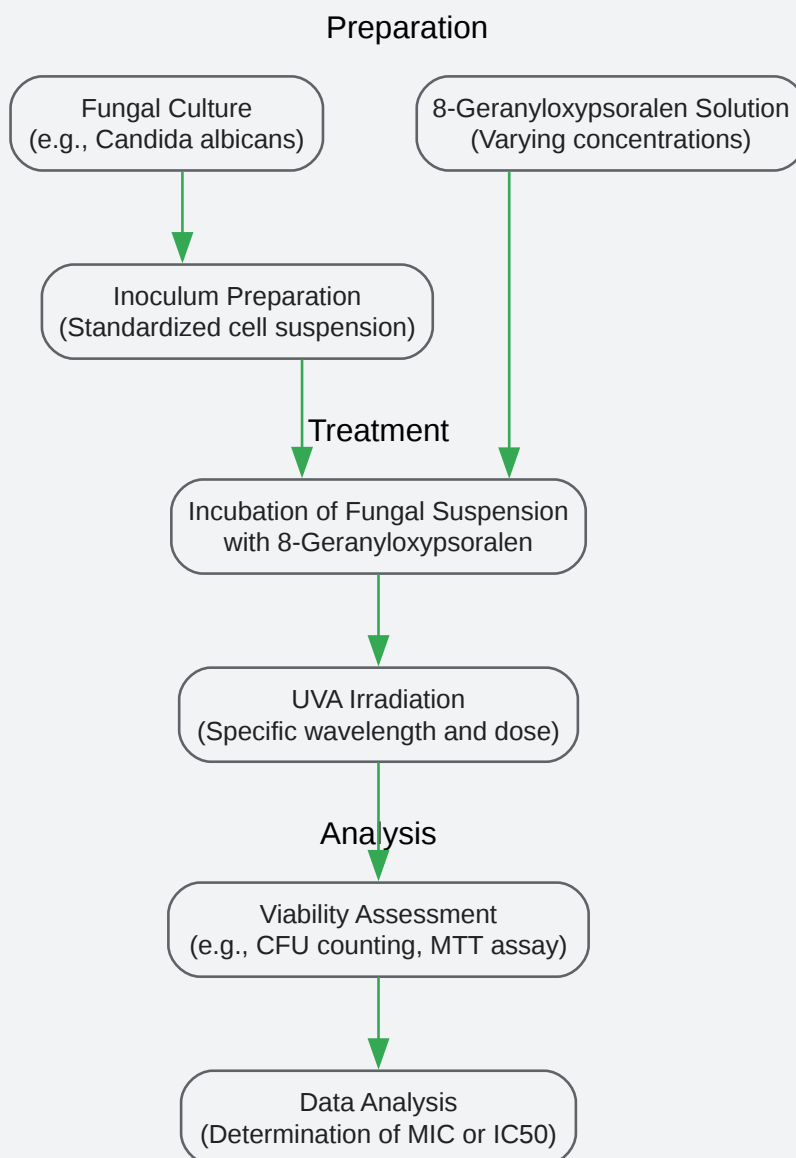 Preparation
Fungal Culture
(e.g., Candida albicans)
8-Geranyloxypsoralen Solution
(Varying concentrations)
Inoculum Preparation
(Standardized cell suspension)
Treatment
Incubation of Fungal Suspension
with 8-Geranyloxypsoralen
UVA Irradiation
(Specific wavelength and dose)
Analysis
Viability Assessment
(e.g., CFU counting, MTT assay)
Data Analysis
(Determination of MIC or IC50)